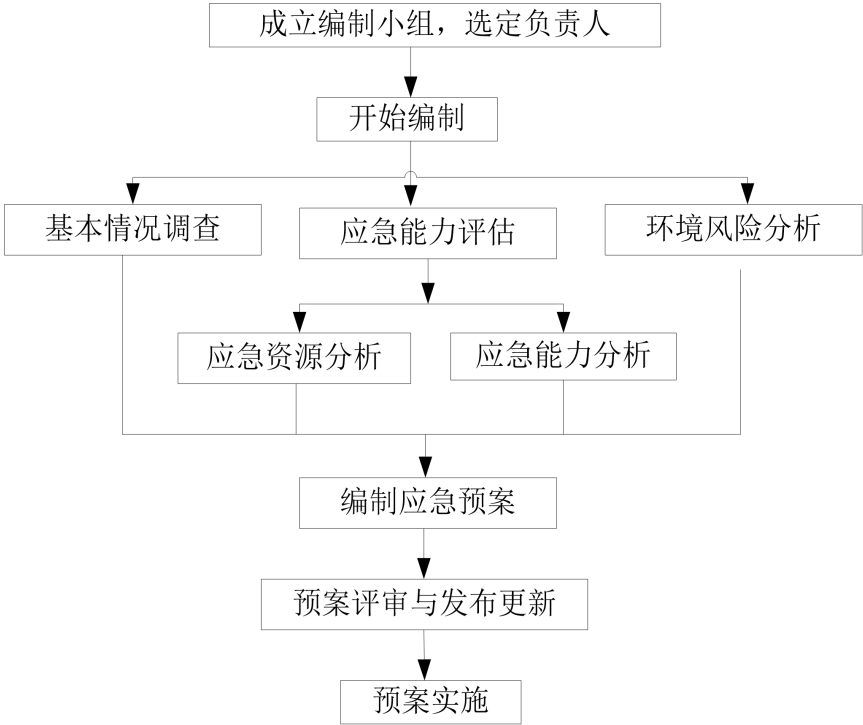 成立编制小组，选定负责人
开始编制
基本情况调查
应急能力评估
环境风险分析
应急资源分析
应急能力分析
编制应急预案
预案评审与发布更新
预案实施